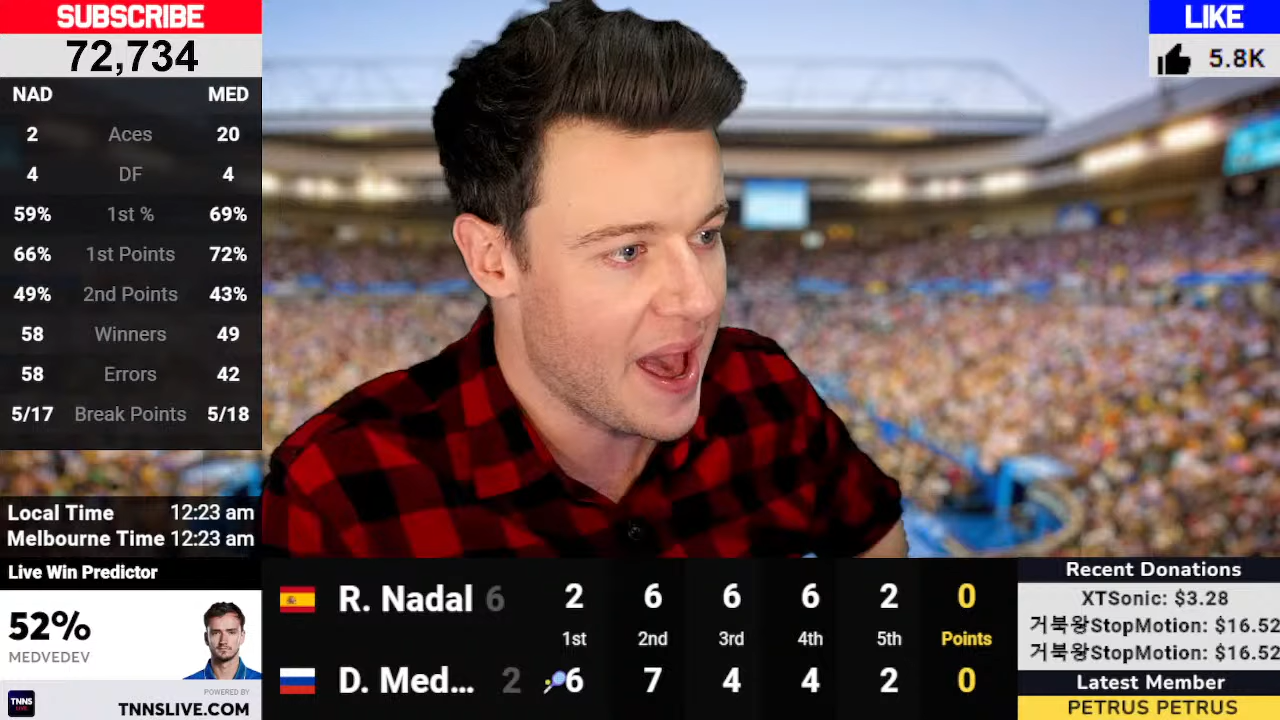 SUBSCRIBE
72,734
NAD MED
2 Aces 20
4 DF 4
59% 1st % 69%
66% 1st Points 72%
49% 2nd Points 43%
58 Winners 49
58 Errors 42
5/17 Break Points 5/18
Local Time 12:23 am
Melbourne Time 12:23 am
Live Win Predictor
52%
MEDVEDEV
TNNS
LIVE
POWERED BY
TNNSLIVE.COM
LIKE
5.8K
R. Nadal 6 2 6 6 6 2 0
1st 2nd 3rd 4th 5th Points
D. Med... 2 6 7 4 4 2 0
Recent Donations
XTSonic: $3.28
거북왕StopMotion: $16.52
거북왕StopMotion: $16.52
Latest Member
PETRUS PETRUS